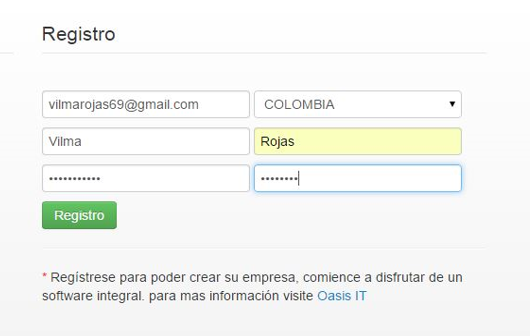 Registro
vilmarojas69@gmail.com COLOMBIA
Vilma Rojas
••••••••••• ••••••••
Registro
* Regístrese para poder crear su empresa, comience a disfrutar de un
software integral. para mas información visite Oasis IT